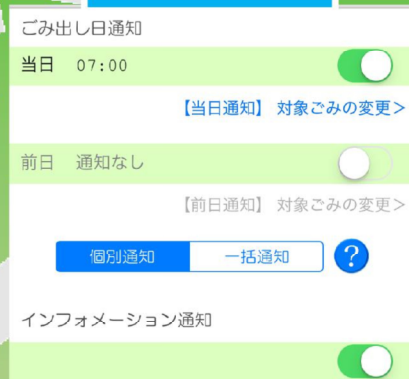 ごみ出し日通知
当日 07:00
【当日通知】 対象ごみの変更>
前日 通知なし
【前日通知】 対象ごみの変更>
個別通知 一括通知 ?
インフォメーション通知